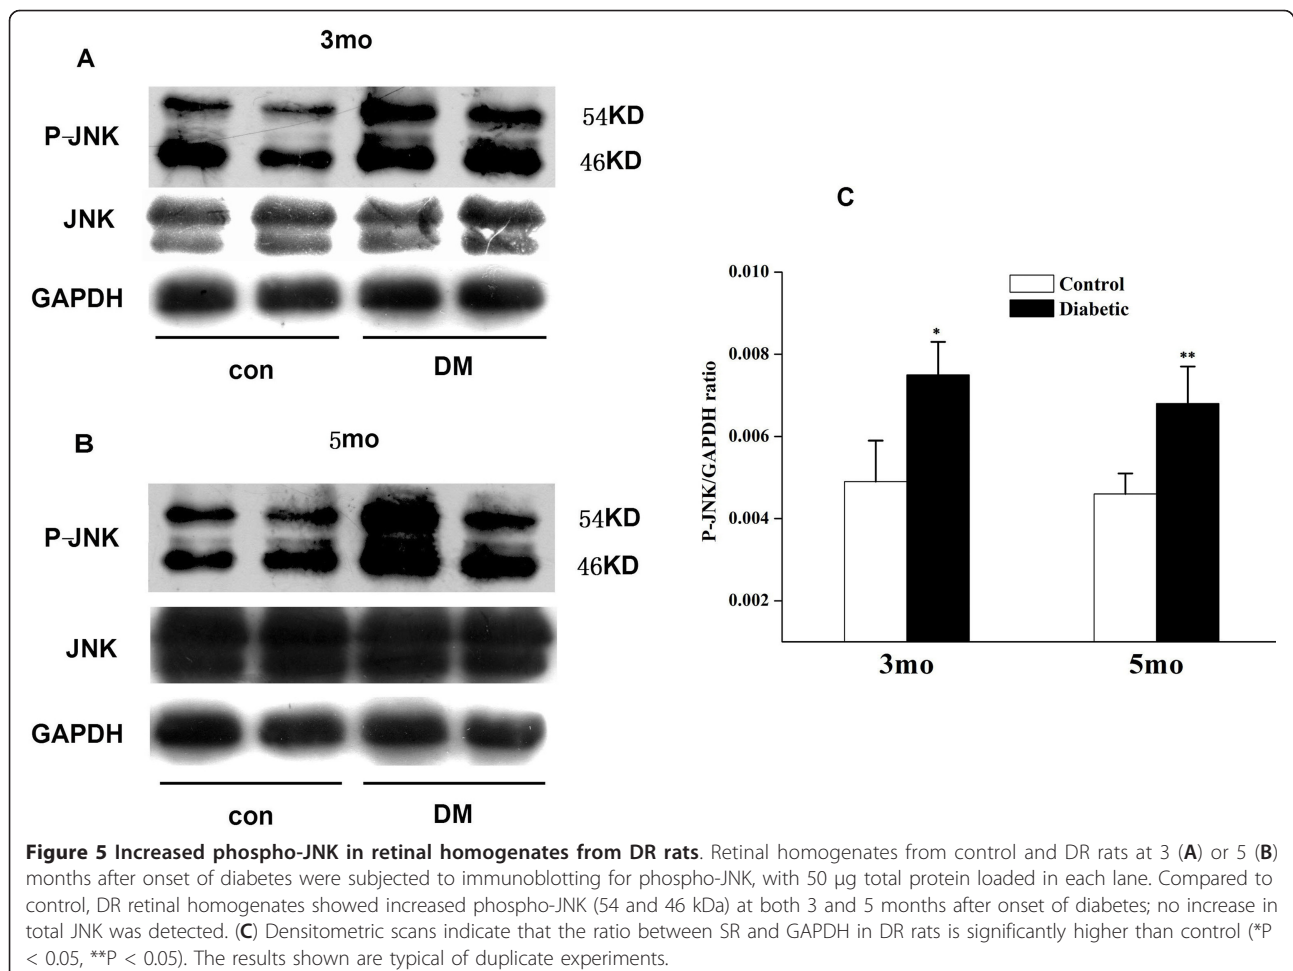 A
3mo
P-JNK
54KD
46KD
JNK
GAPDH
con DM
B
5mo
P-JNK
54KD
46KD
JNK
GAPDH
con DM
C
P-JNK/GAPDH ratio
0.010
0.008
0.006
0.004
0.002
Control
Diabetic
*
**
3mo 5mo
Figure 5 Increased phospho-JNK in retinal homogenates from DR rats. Retinal homogenates from control and DR rats at 3 (A) or 5 (B)
months after onset of diabetes were subjected to immunoblotting for phospho-JNK, with 50 μg total protein loaded in each lane. Compared to
control, DR retinal homogenates showed increased phospho-JNK (54 and 46 kDa) at both 3 and 5 months after onset of diabetes; no increase in
total JNK was detected. (C) Densitometric scans indicate that the ratio between SR and GAPDH in DR rats is significantly higher than control (*P
< 0.05, **P < 0.05). The results shown are typical of duplicate experiments.